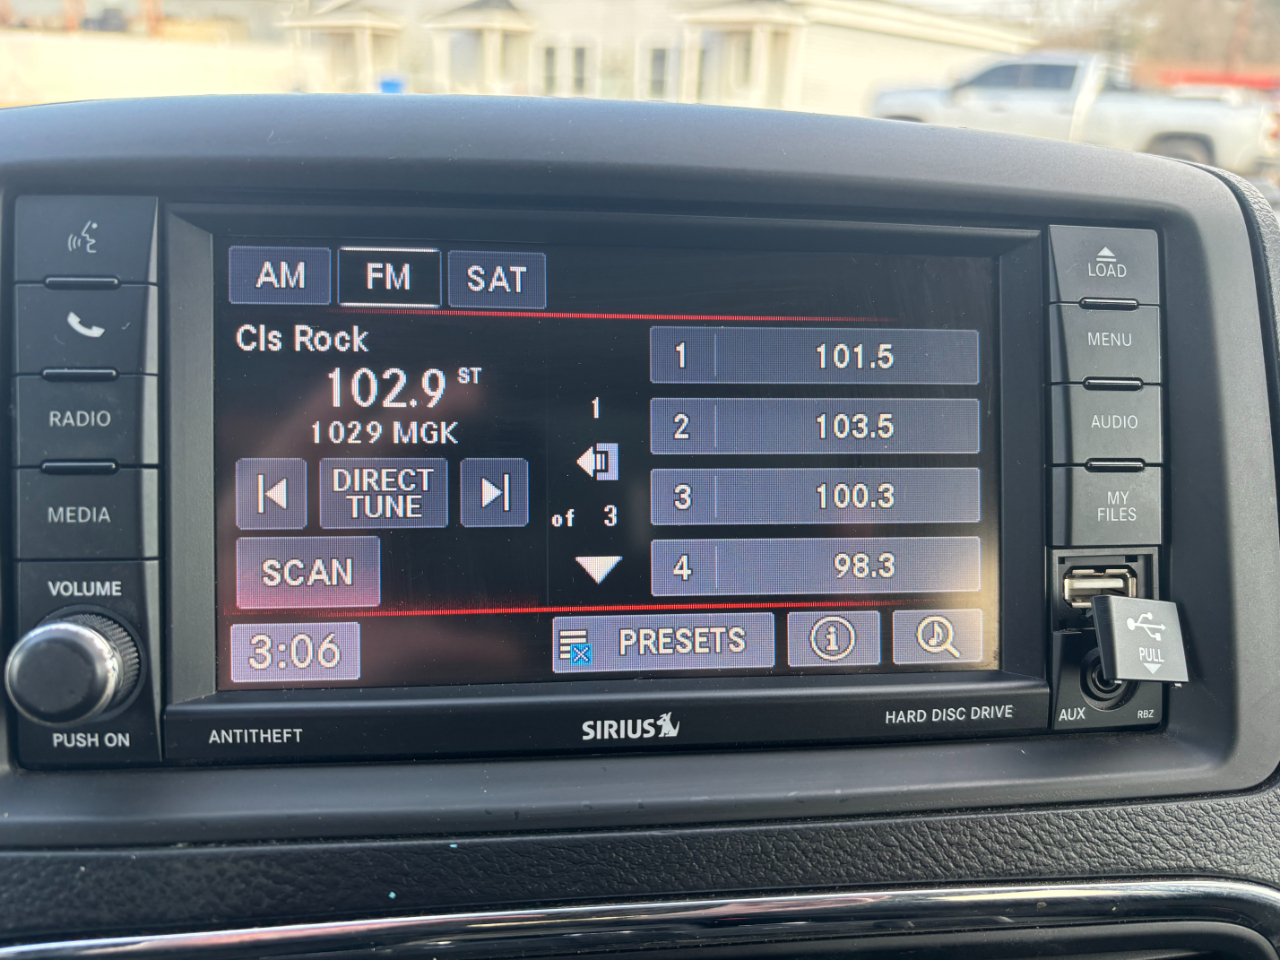 AM FM SAT
Cls Rock
102.9 ST
1029 MGK
DIRECT
TUNE
SCAN
3:06
1
of 3
1 101.5
2 103.5
3 100.3
4 98.3
PRESETS
i
RADIO
MEDIA
VOLUME
PUSH ON
ANTITHEFT
SIRIUS
HARD DISC DRIVE
LOAD
MENU
AUDIO
MY
FILES
PULL
AUX
RBZ